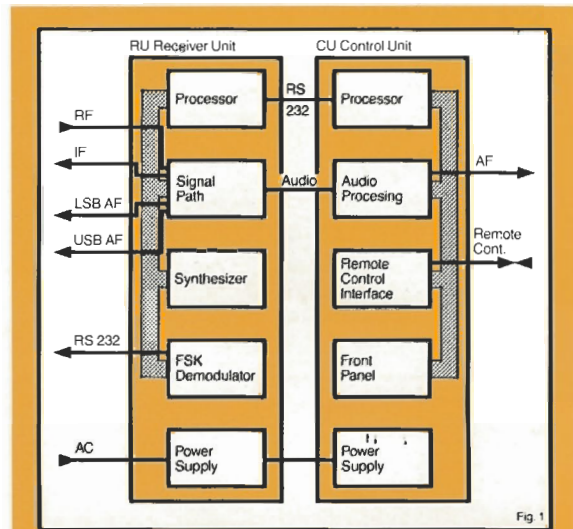 RU Receiver Unit
CU Control Unit
RF
IF
LSB AF
USB AF
RS 232
AC
Processor
Signal
Path
Synthesizer
FSK
Demodulator
Power
Supply
RS
232
Audio
Processor
Audio
Procesing
Remote
Control
Interface
Front
Panel
Power
Supply
AF
Remote
Cont.
Fig. 1